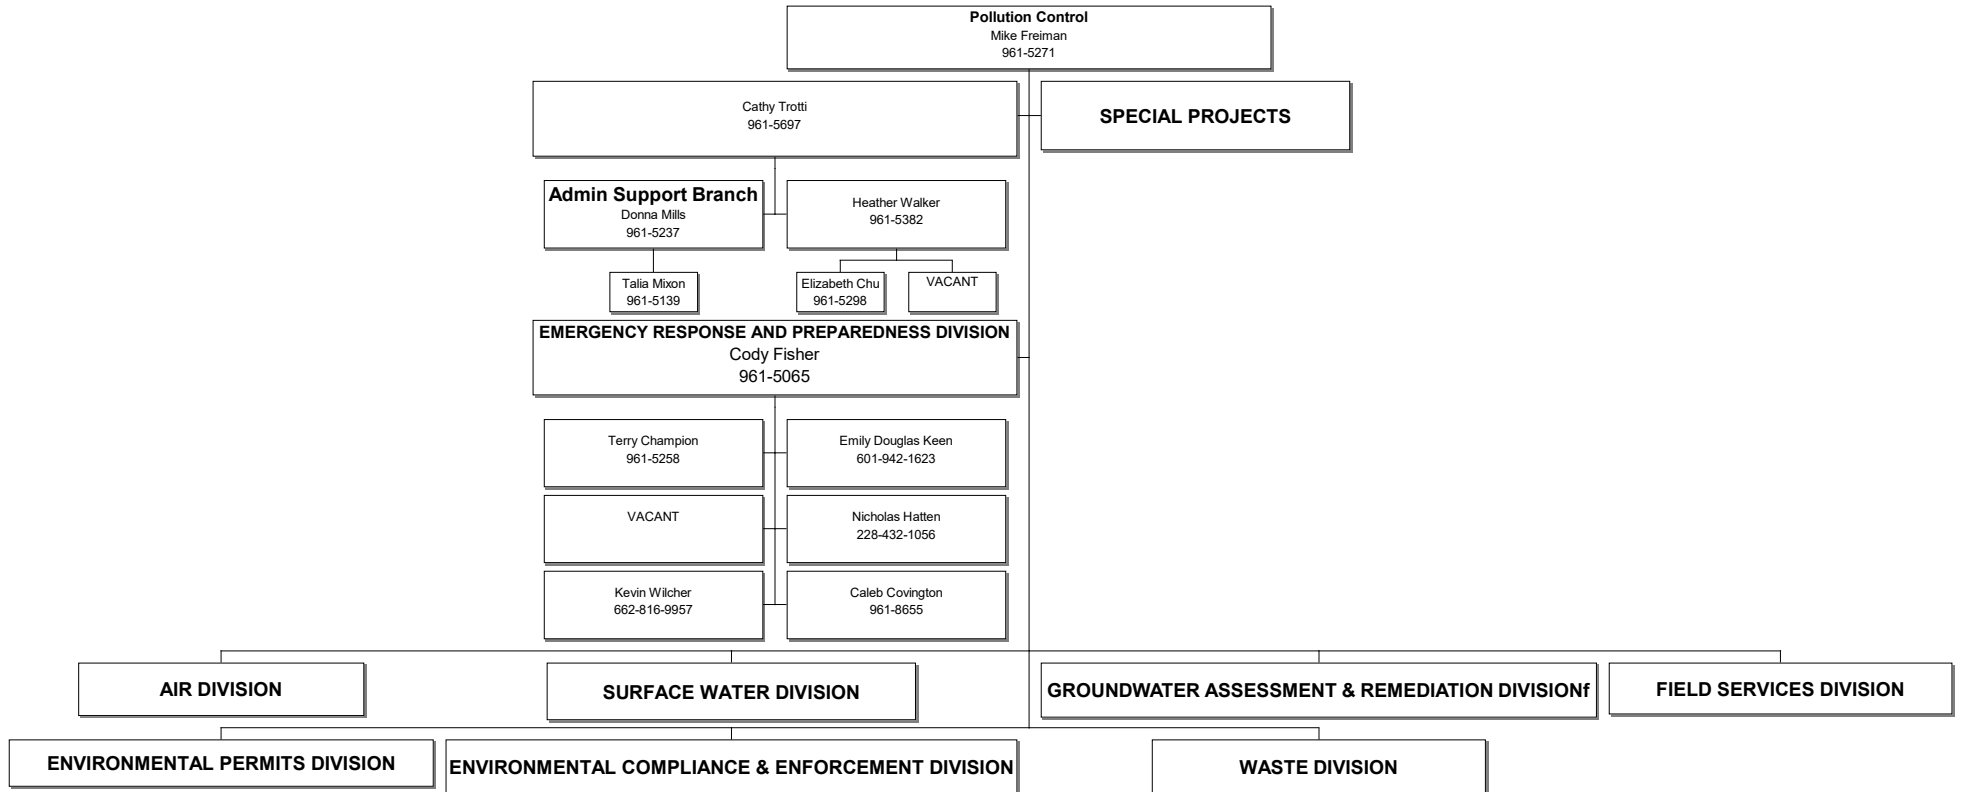 Pollution Control
Mike Freiman
961-5271
Cathy Trotti
961-5697
SPECIAL PROJECTS
Admin Support Branch
Donna Mills
961-5237
Heather Walker
961-5382
Talia Mixon
961-5139
Elizabeth Chu
961-5298
VACANT
EMERGENCY RESPONSE AND PREPAREDNESS DIVISION
Cody Fisher
961-5065
Terry Champion
961-5258
Emily Douglas Keen
601-942-1623
VACANT
Nicholas Hatten
228-432-1056
Kevin Wilcher
662-816-9957
Caleb Covington
961-8655
AIR DIVISION
SURFACE WATER DIVISION
GROUNDWATER ASSESSMENT & REMEDIATION DIVISIONf
FIELD SERVICES DIVISION
ENVIRONMENTAL PERMITS DIVISION
ENVIRONMENTAL COMPLIANCE & ENFORCEMENT DIVISION
WASTE DIVISION